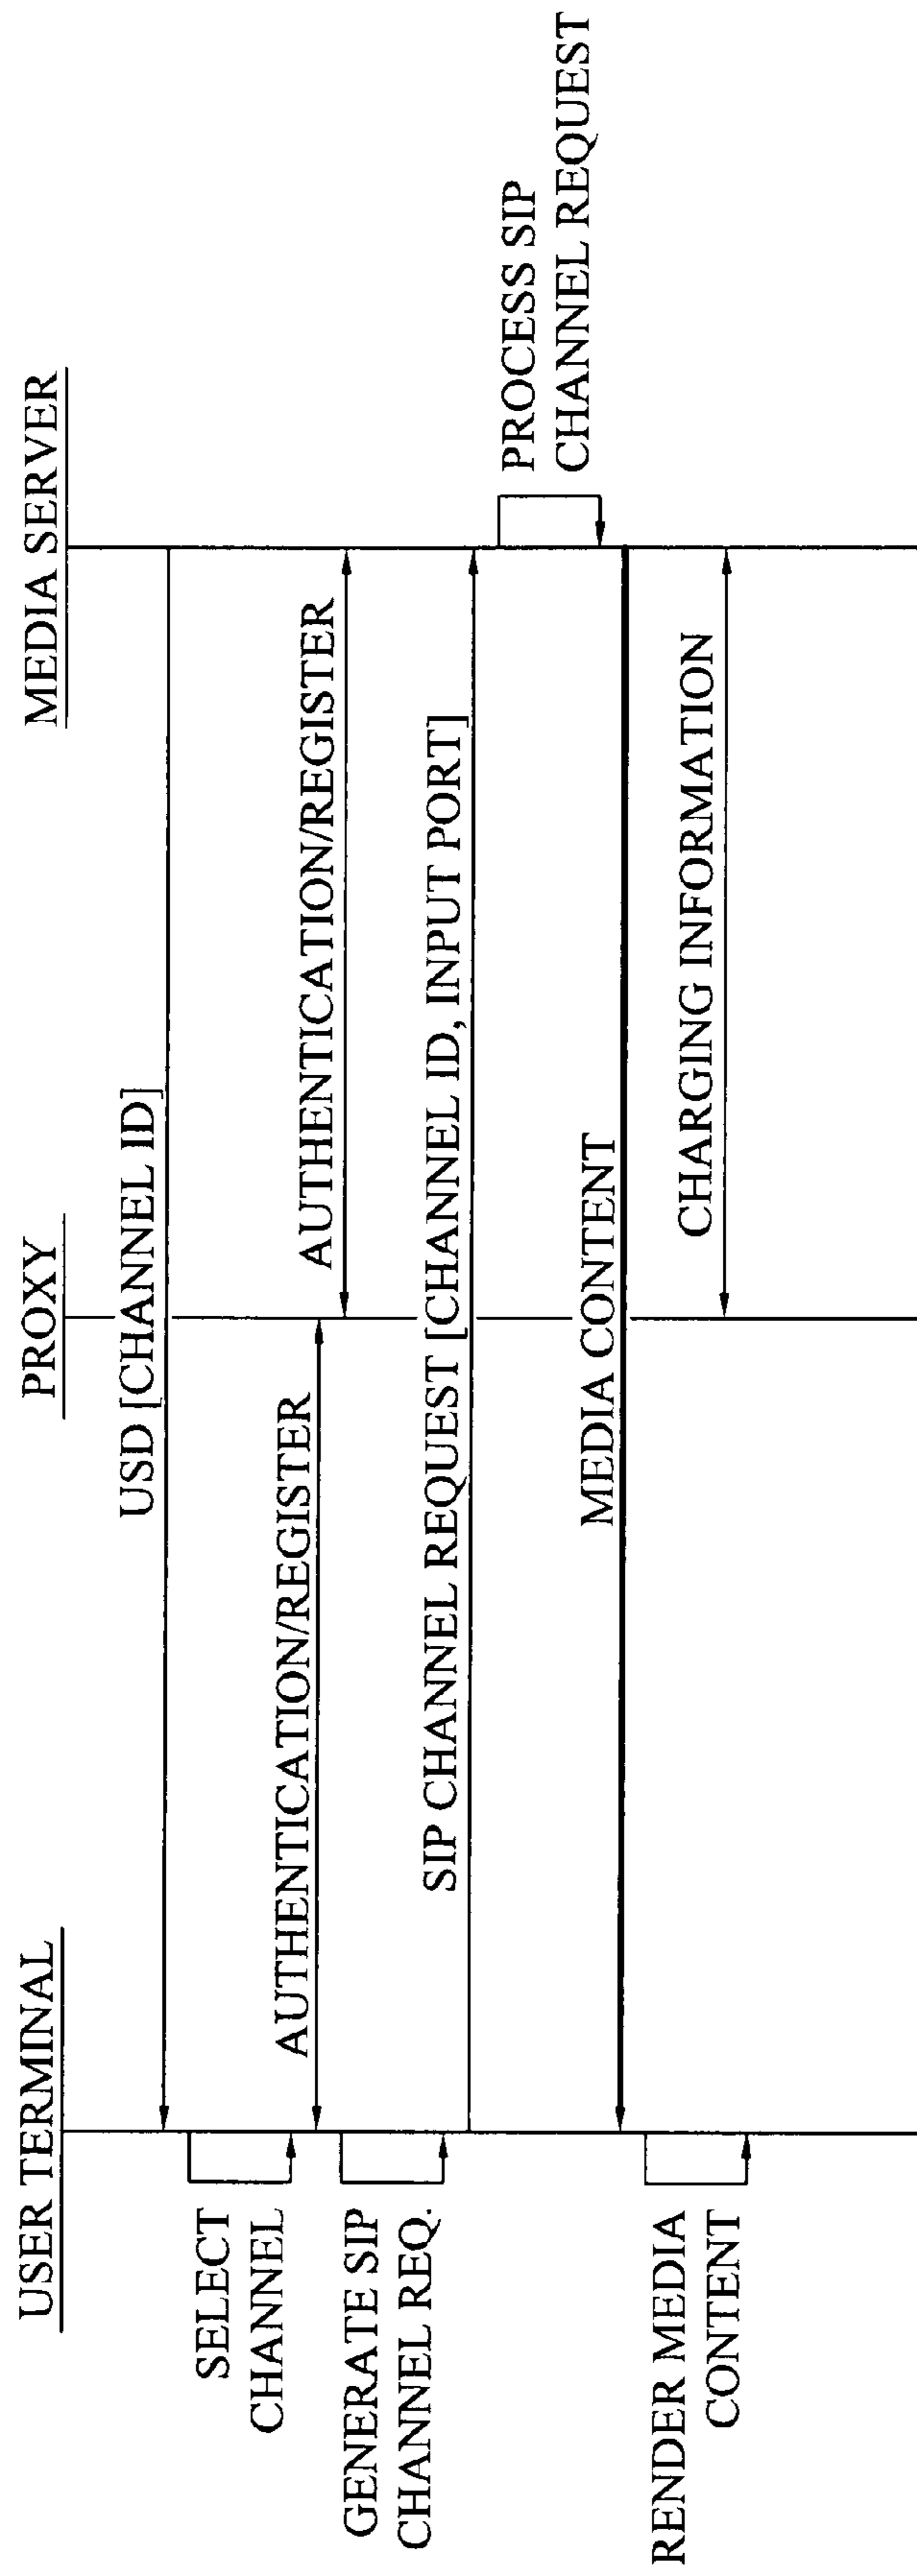 USER TERMINAL
PROXY
MEDIA SERVER
USD [CHANNEL ID]
SELECT
CHANNEL
AUTHENTICATION/REGISTER
AUTHENTICATION/REGISTER
GENERATE SIP
CHANNEL REQ.
SIP CHANNEL REQUEST [CHANNEL ID, INPUT PORT]
PROCESS SIP
CHANNEL REQUEST
MEDIA CONTENT
RENDER MEDIA
CONTENT
CHARGING INFORMATION